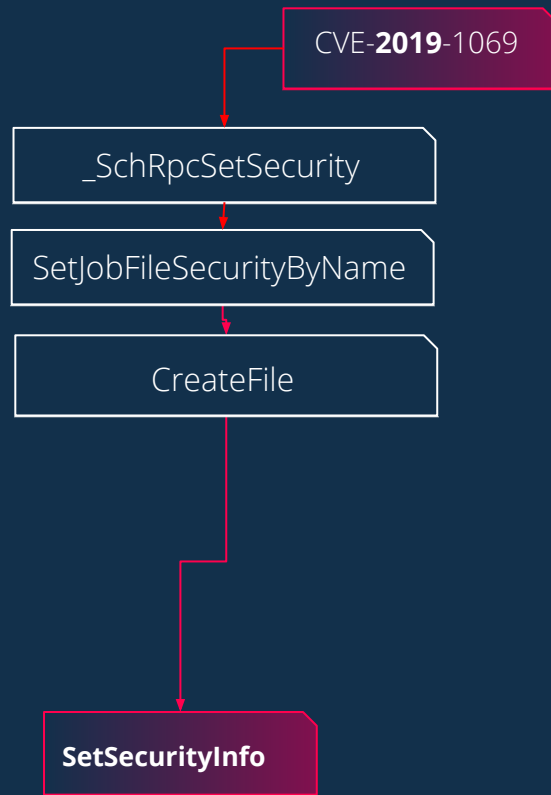 CVE-2019-1069
_SchRpcSetSecurity
SetJobFileSecurityByName
CreateFile
SetSecurityInfo